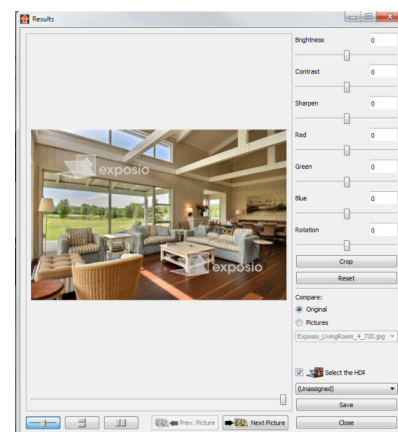 Results
Brightness 0
Contrast 0
Sharpen 0
Red 0
Green 0
Blue 0
Rotation 0
Crop
Reset
Compare:
Original
Pictures
Exposio_LivingRoom_4_720.jpg
Select the HDF
(Unassigned)
Save
Close
exposio
exposio
Prev. Picture
Next Picture